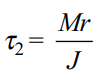 τ₂ = Mr / J